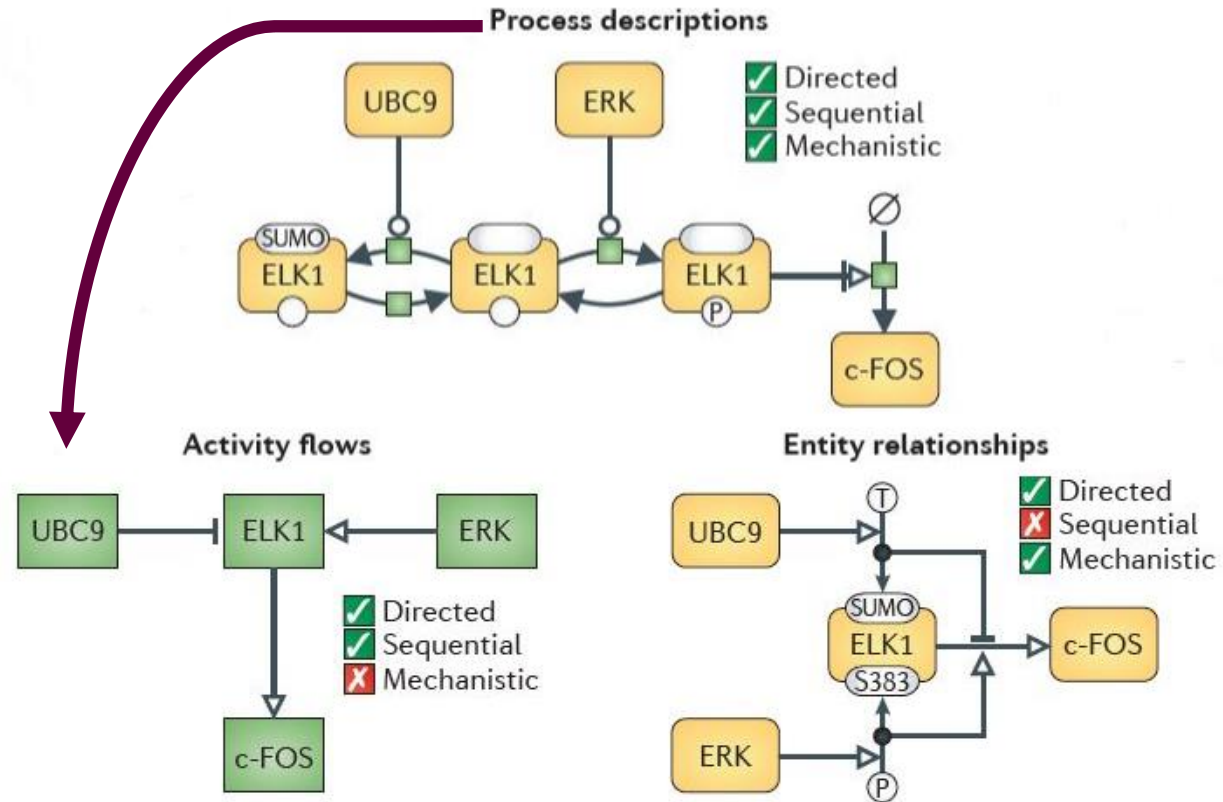 Process descriptions
UBC9
ERK
Directed
Sequential
Mechanistic
SUMO
ELK1
ELK1
ELK1
P
∅
c-FOS
Activity flows
UBC9
ELK1
ERK
Directed
Sequential
Mechanistic
c-FOS
Entity relationships
T
UBC9
Directed
Sequential
Mechanistic
SUMO
ELK1
S383
c-FOS
ERK
P